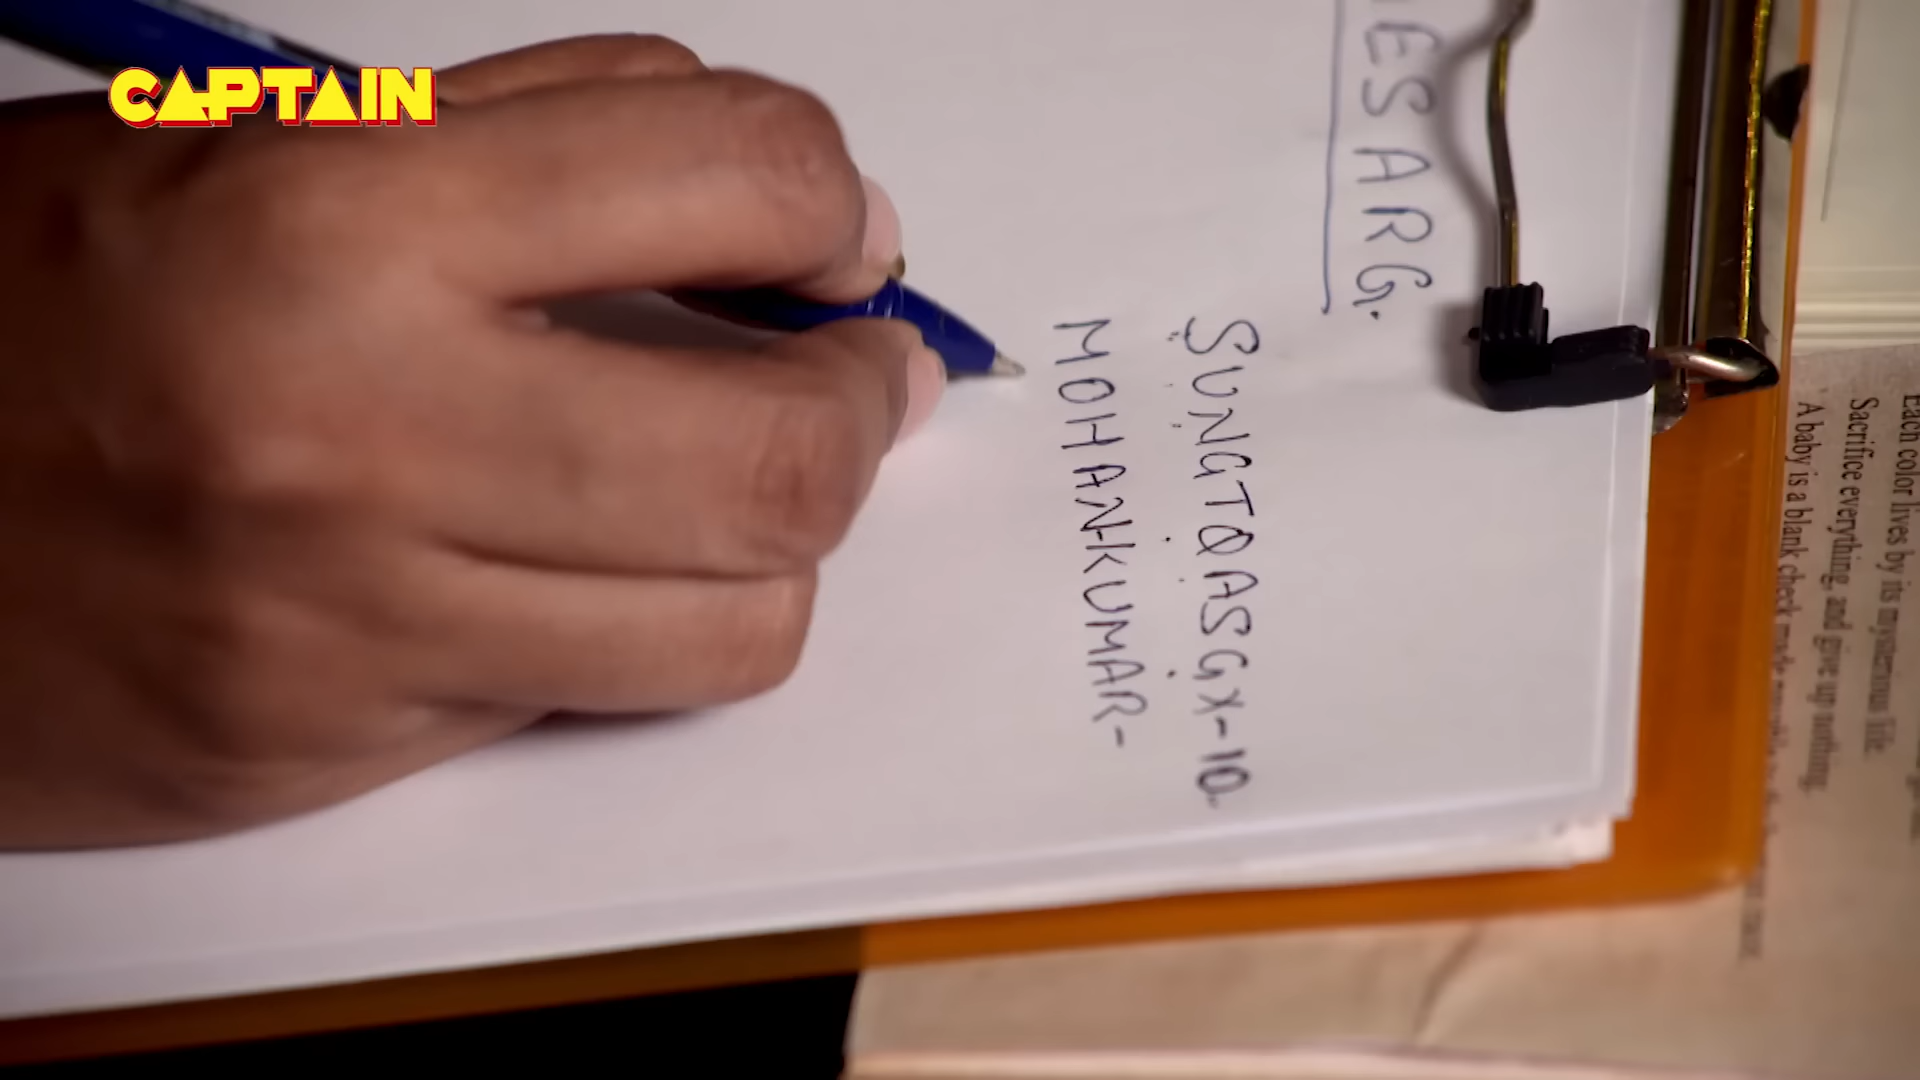 CAPTAIN
ESARG.
SUNGTQASGX-10.
MOHANKUMAR-
Each color lives by its mysterious life.
Sacrifice everything, and give up nothing.
A baby is a blank check made